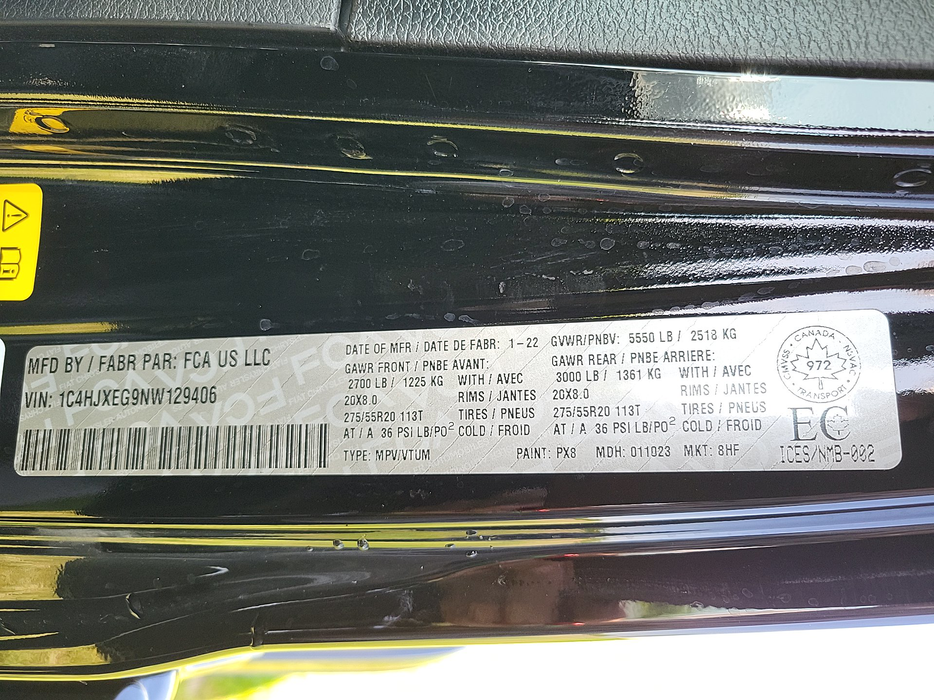 MFD BY / FABR PAR: FCA US LLC
VIN: 1C4HJXEG9NW129406
DATE OF MFR / DATE DE FABR: 1-22
GAWR FRONT / PNBE AVANT:
2700 LB / 1225 KG WITH / AVEC
20X8.0 RIMS / JANTES
275/55R20 113T TIRES / PNEUS
AT / A 36 PSI LB/PO² COLD / FROID
TYPE: MPV/VTUM
GVWR/PNBV: 5550 LB / 2518 KG
GAWR REAR / PNBE ARRIERE:
3000 LB / 1361 KG WITH / AVEC
20X8.0 RIMS / JANTES
275/55R20 113T TIRES / PNEUS
AT / A 36 PSI LB/PO² COLD / FROID
PAINT: PX8 MDH: 011023 MKT: 8HF
CANADA
972
TRANSPORT
EC
ICES/NMB-002